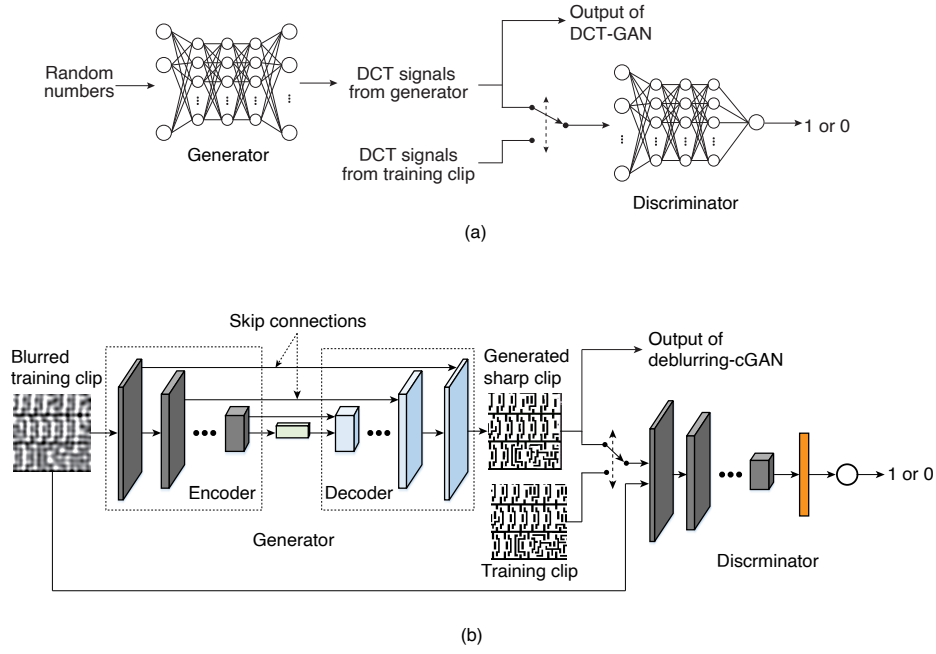 Random
numbers
Generator
DCT signals
from generator
DCT signals
from training clip
Output of
DCT-GAN
1 or 0
Discriminator
(a)
Skip connections
Blurred
training clip
Encoder
Decoder
Generator
Generated
sharp clip
Training clip
Output of
deblurring-cGAN
1 or 0
Discrminator
(b)